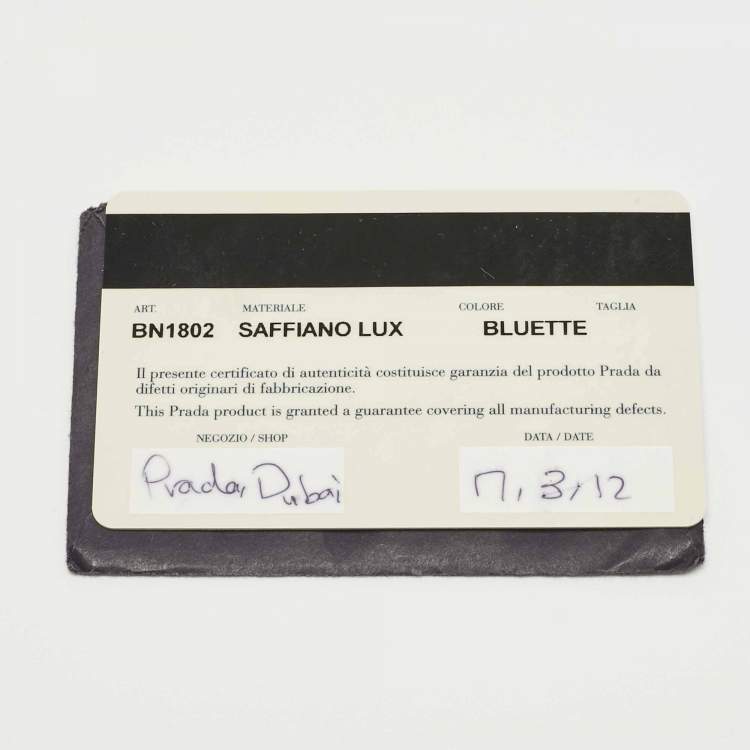 ART. MATERIALE COLORE TAGLIA
BN1802 SAFFIANO LUX BLUETTE
Il presente certificato di autenticità costituisce garanzia del prodotto Prada da
difetti originari di fabbricazione.
This Prada product is granted a guarantee covering all manufacturing defects.
NEGOZIO / SHOP DATA / DATE
Prada, Dubai 17, 3, 12